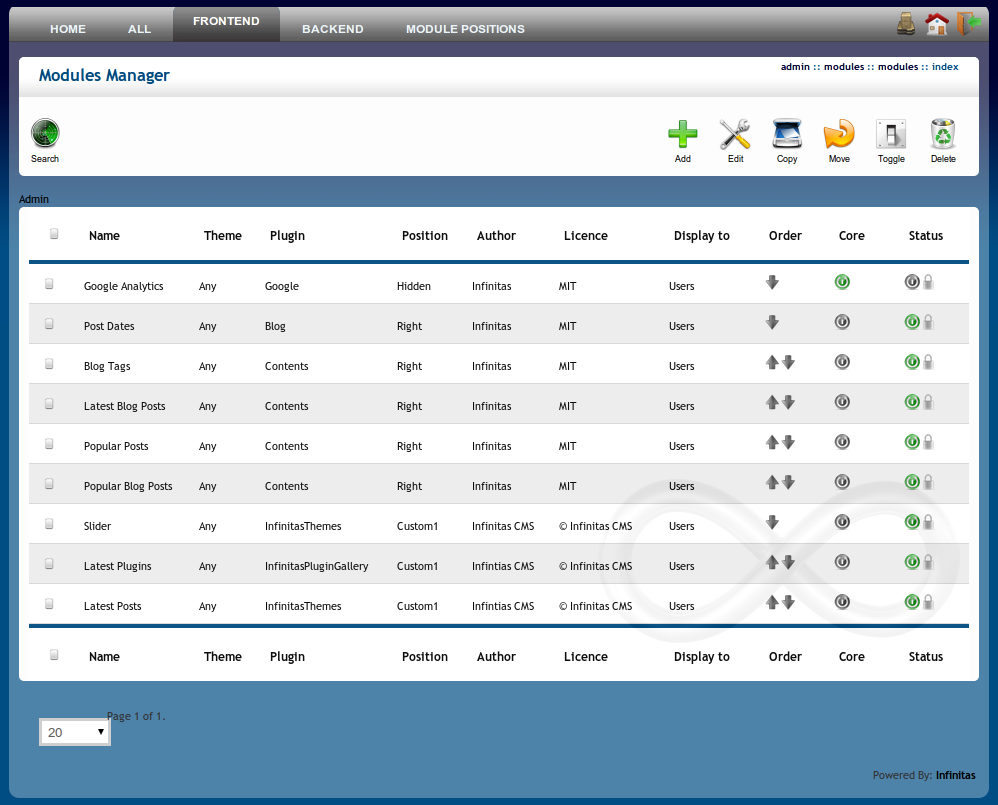 HOME ALL FRONTEND BACKEND MODULE POSITIONS
Modules Manager
admin :: modules :: modules :: index
Search Add Edit Copy Move Toggle Delete
Admin
Name Theme Plugin Position Author Licence Display to Order Core Status
Google Analytics Any Google Hidden Infinitas MIT Users
Post Dates Any Blog Right Infinitas MIT Users
Blog Tags Any Contents Right Infinitas MIT Users
Latest Blog Posts Any Contents Right Infinitas MIT Users
Popular Posts Any Contents Right Infinitas MIT Users
Popular Blog Posts Any Contents Right Infinitas MIT Users
Slider Any InfinitasThemes Custom1 Infinitas CMS © Infinitas CMS Users
Latest Plugins Any InfinitasPluginGallery Custom1 Infintias CMS © Infinitas CMS Users
Latest Posts Any InfinitasThemes Custom1 Infintias CMS © Infinitas CMS Users
Name Theme Plugin Position Author Licence Display to Order Core Status
Page 1 of 1.
20
Powered By: Infinitas